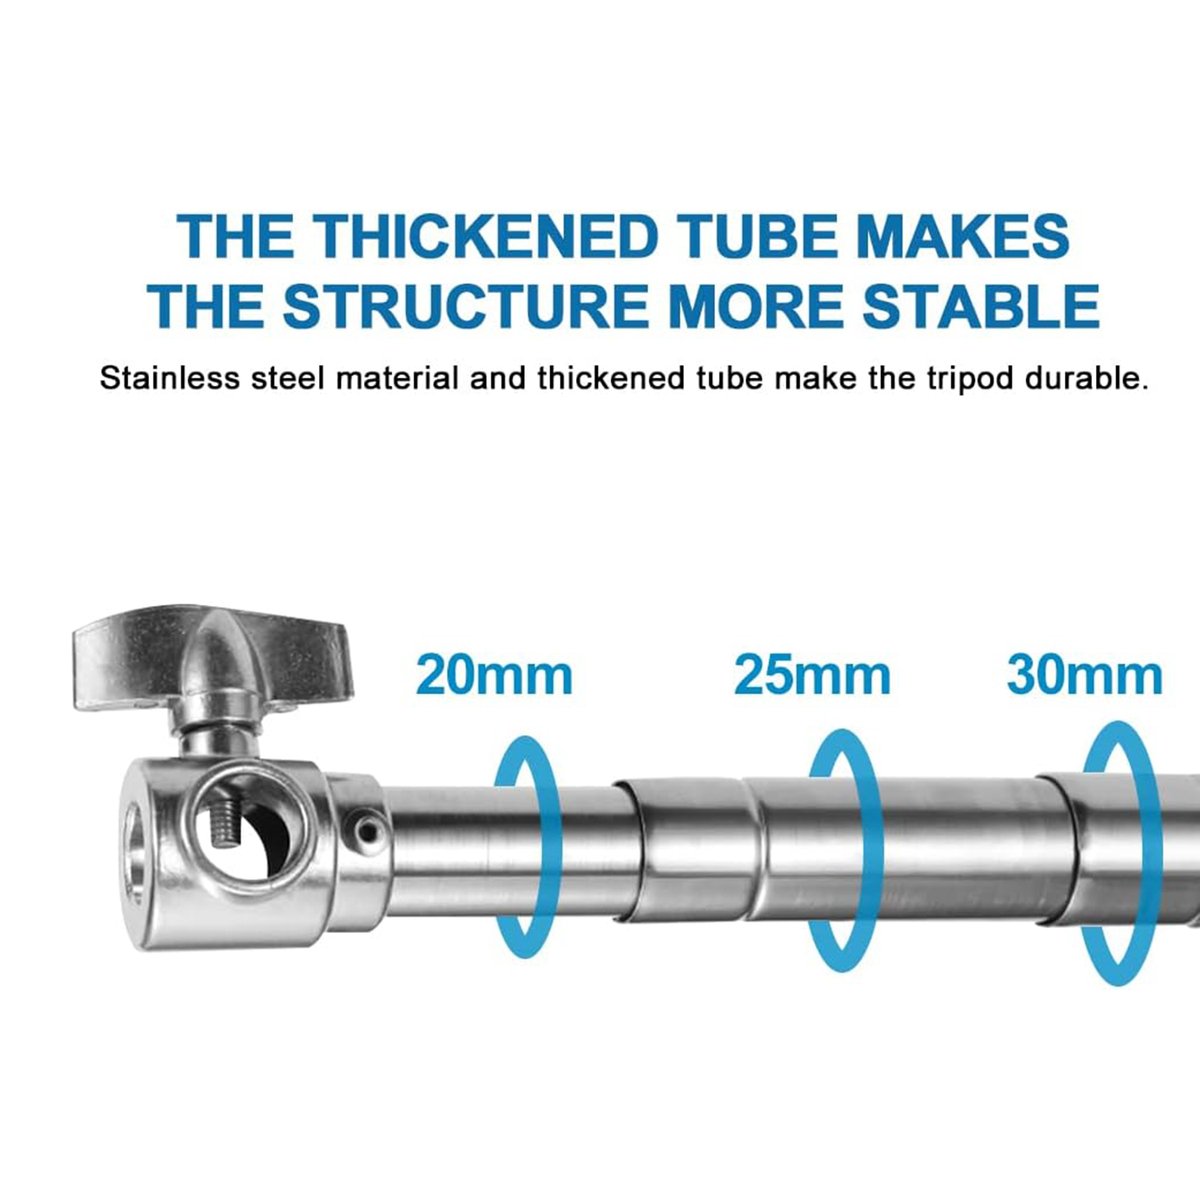 THE THICKENED TUBE MAKES
THE STRUCTURE MORE STABLE
Stainless steel material and thickened tube make the tripod durable.
20mm 25mm 30mm